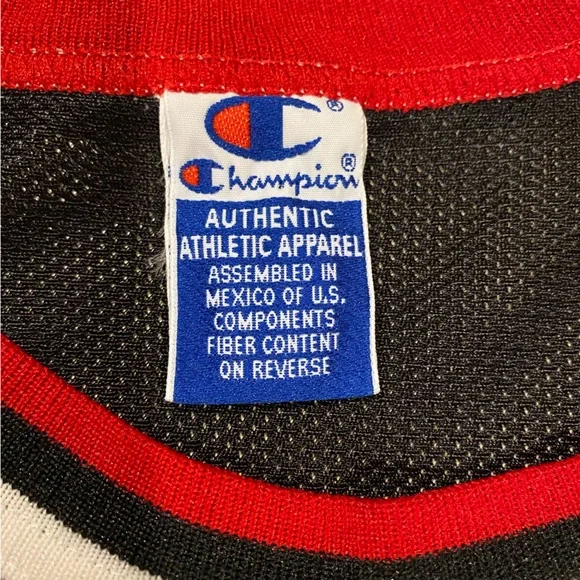 ®
Champion®
AUTHENTIC
ATHLETIC APPAREL
ASSEMBLED IN
MEXICO OF U.S.
COMPONENTS
FIBER CONTENT
ON REVERSE